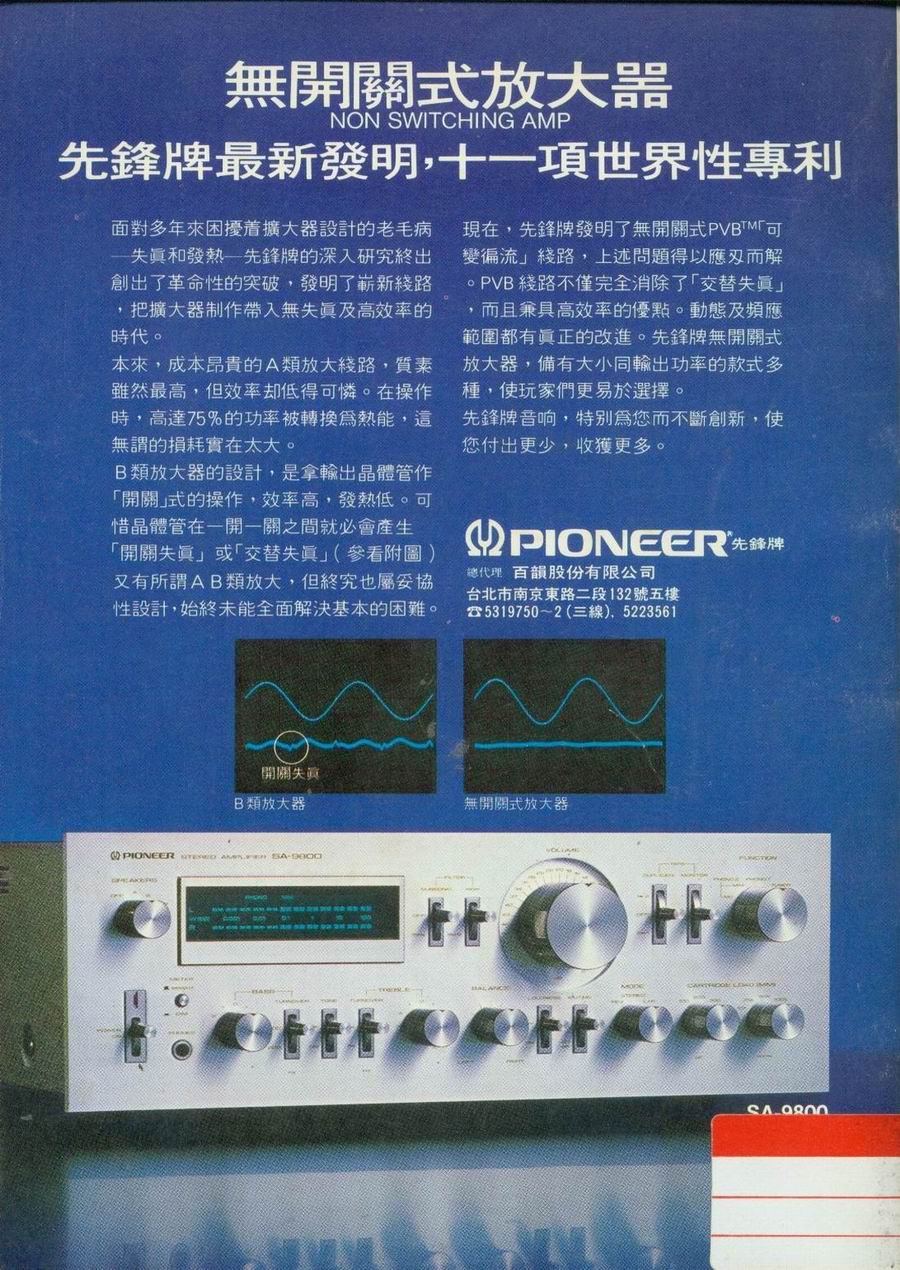 無開關式放大器
NON SWITCHING AMP
先鋒牌最新發明，十一項世界性專利
面對多年來困擾着擴大器設計的老毛病
─失眞和發熱─先鋒牌的深入研究終出
創出了革命性的突破，發明了嶄新綫路
，把擴大器制作帶入無失眞及高效率的
時代。
本來，成本昂貴的A類放大綫路，質素
雖然最高，但效率却低得可憐。在操作
時，高達75%的功率被轉換爲熱能，這
無謂的損耗實在太大。
B類放大器的設計，是拿輸出晶體管作
「開關」式的操作，效率高，發熱低。可
惜晶體管在一開一關之間就必會產生
「開關失眞」或「交替失眞」（參看附圖）
又有所謂AB類放大，但終究也屬妥協
性設計，始終未能全面解決基本的困難。
現在，先鋒牌發明了無開關式PVB™「可
變偏流」綫路，上述問題得以應刄而解
。PVB 綫路不僅完全消除了「交替失眞」
，而且兼具高效率的優點。動態及頻應
範圍都有眞正的改進。先鋒牌無開關式
放大器，備有大小同輸出功率的款式多
種，使玩家們更易於選擇。
先鋒牌音响，特別爲您而不斷創新，使
您付出更少，收獲更多。
PIONEER®先鋒牌
總代理 百韻股份有限公司
台北市南京東路二段132號五樓
☎5319750～2(三線), 5223561
開關失眞
B類放大器
無開關式放大器
PIONEER STEREO AMPLIFIER SA-9800
SPEAKERS
FILTER
SUBSONIC HIGH
VOLUME
TAPE
DUPLICATE MONITOR
FUNCTION
METER
POWER
PHONES
BASS
TREBLE
TURNOVER TONE TURNOVER
BALANCE
LOUDNESS MUTING
MODE
STEREO
CARTRIDGE LOAD (MM)
SA-9800